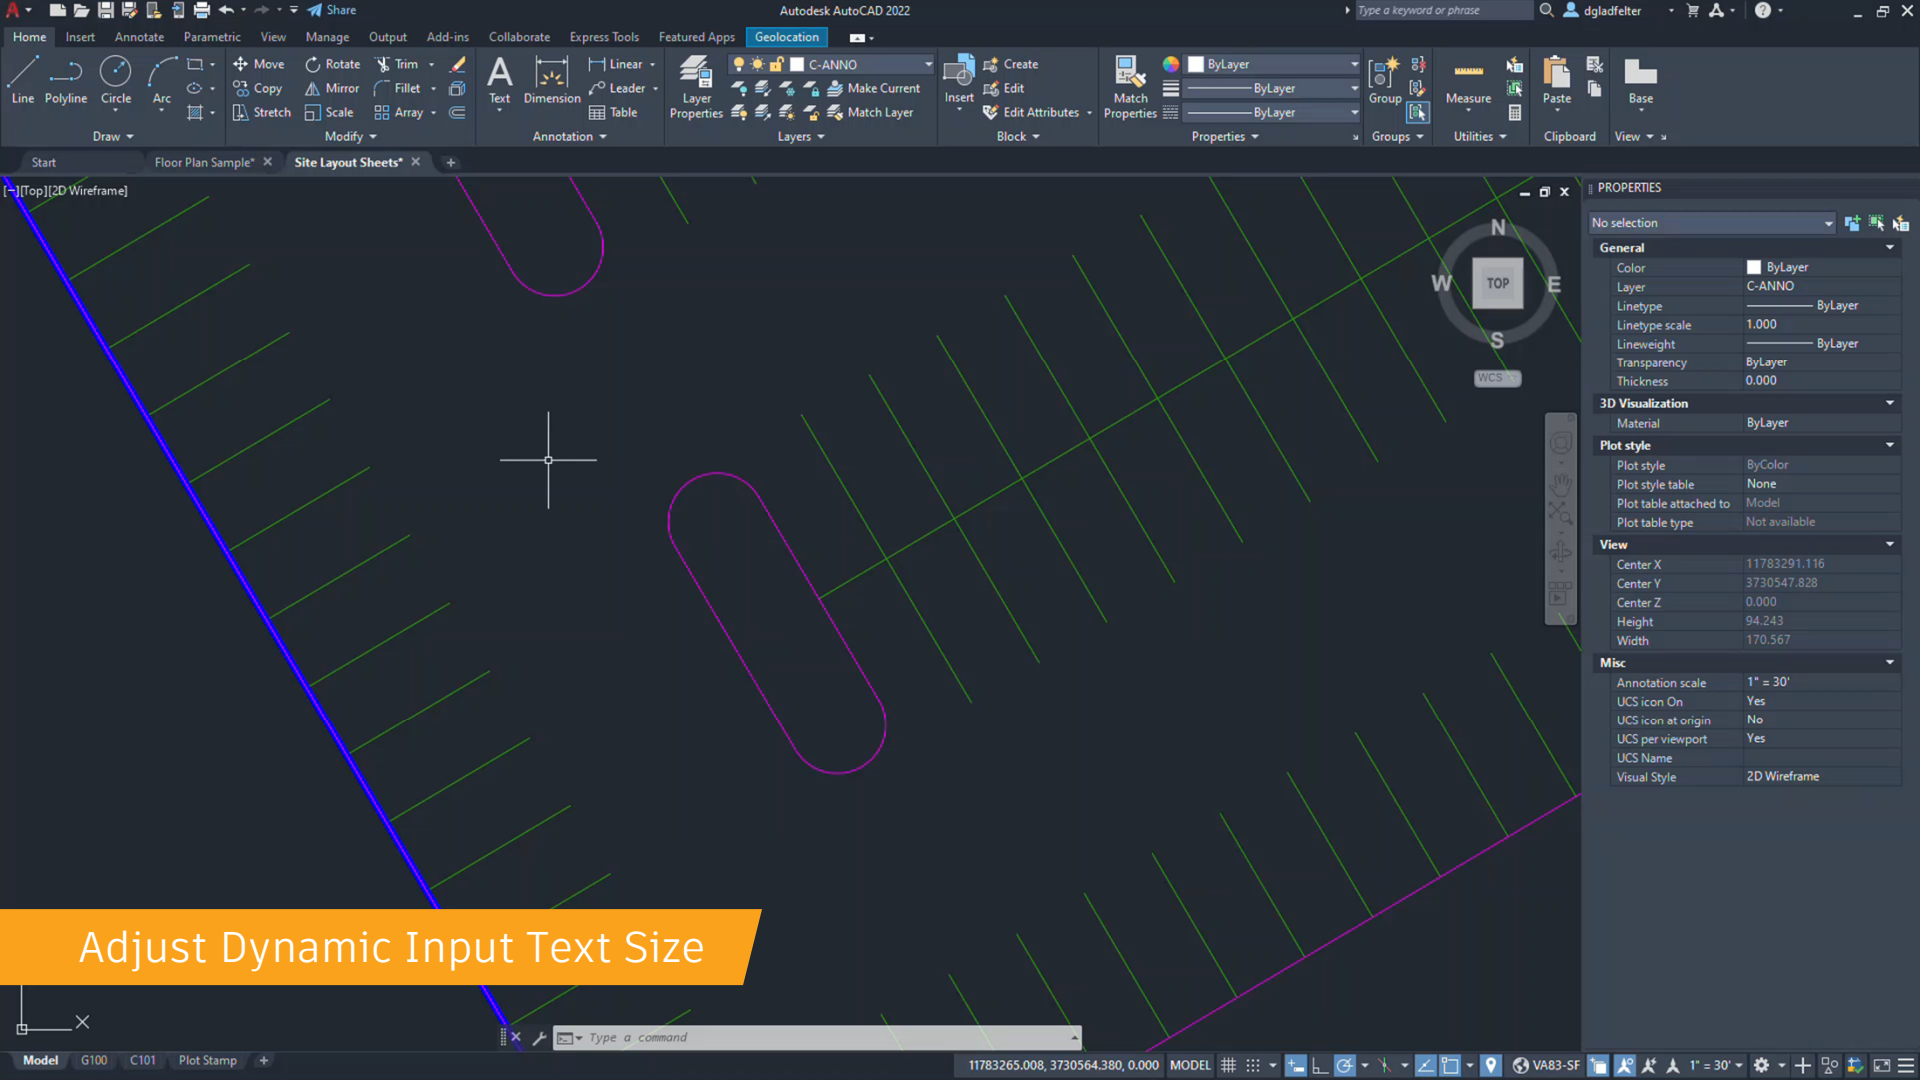 Share
Autodesk AutoCAD 2022
Type a keyword or phrase
dgladfelter
Home Insert Annotate Parametric View Manage Output Add-ins Collaborate Express Tools Featured Apps Geolocation
Line Polyline Circle Arc
Draw
Move Rotate Trim
Copy Mirror Fillet
Stretch Scale Array
Modify
Text Dimension
Linear
Leader
Table
Annotation
Layer Properties
C-ANNO
Make Current
Match Layer
Layers
Insert
Create
Edit
Edit Attributes
Block
Match Properties
ByLayer
ByLayer
ByLayer
Properties
Group
Groups
Measure
Utilities
Paste
Clipboard
Base
View
Start Floor Plan Sample* Site Layout Sheets*
[−][Top][2D Wireframe]
N
W TOP E
S
WCS
PROPERTIES
No selection
General
Color ByLayer
Layer C-ANNO
Linetype ByLayer
Linetype scale 1.000
Lineweight ByLayer
Transparency ByLayer
Thickness 0.000
3D Visualization
Material ByLayer
Plot style
Plot style ByColor
Plot style table None
Plot table attached to Model
Plot table type Not available
View
Center X 11783291.116
Center Y 3730547.828
Center Z 0.000
Height 94.243
Width 170.567
Misc
Annotation scale 1" = 30'
UCS icon On Yes
UCS icon at origin No
UCS per viewport Yes
UCS Name
Visual Style 2D Wireframe
Adjust Dynamic Input Text Size
X
Type a command
Model G100 C101 Plot Stamp
11783265.008, 3730564.380, 0.000 MODEL VA83-SF 1" = 30'